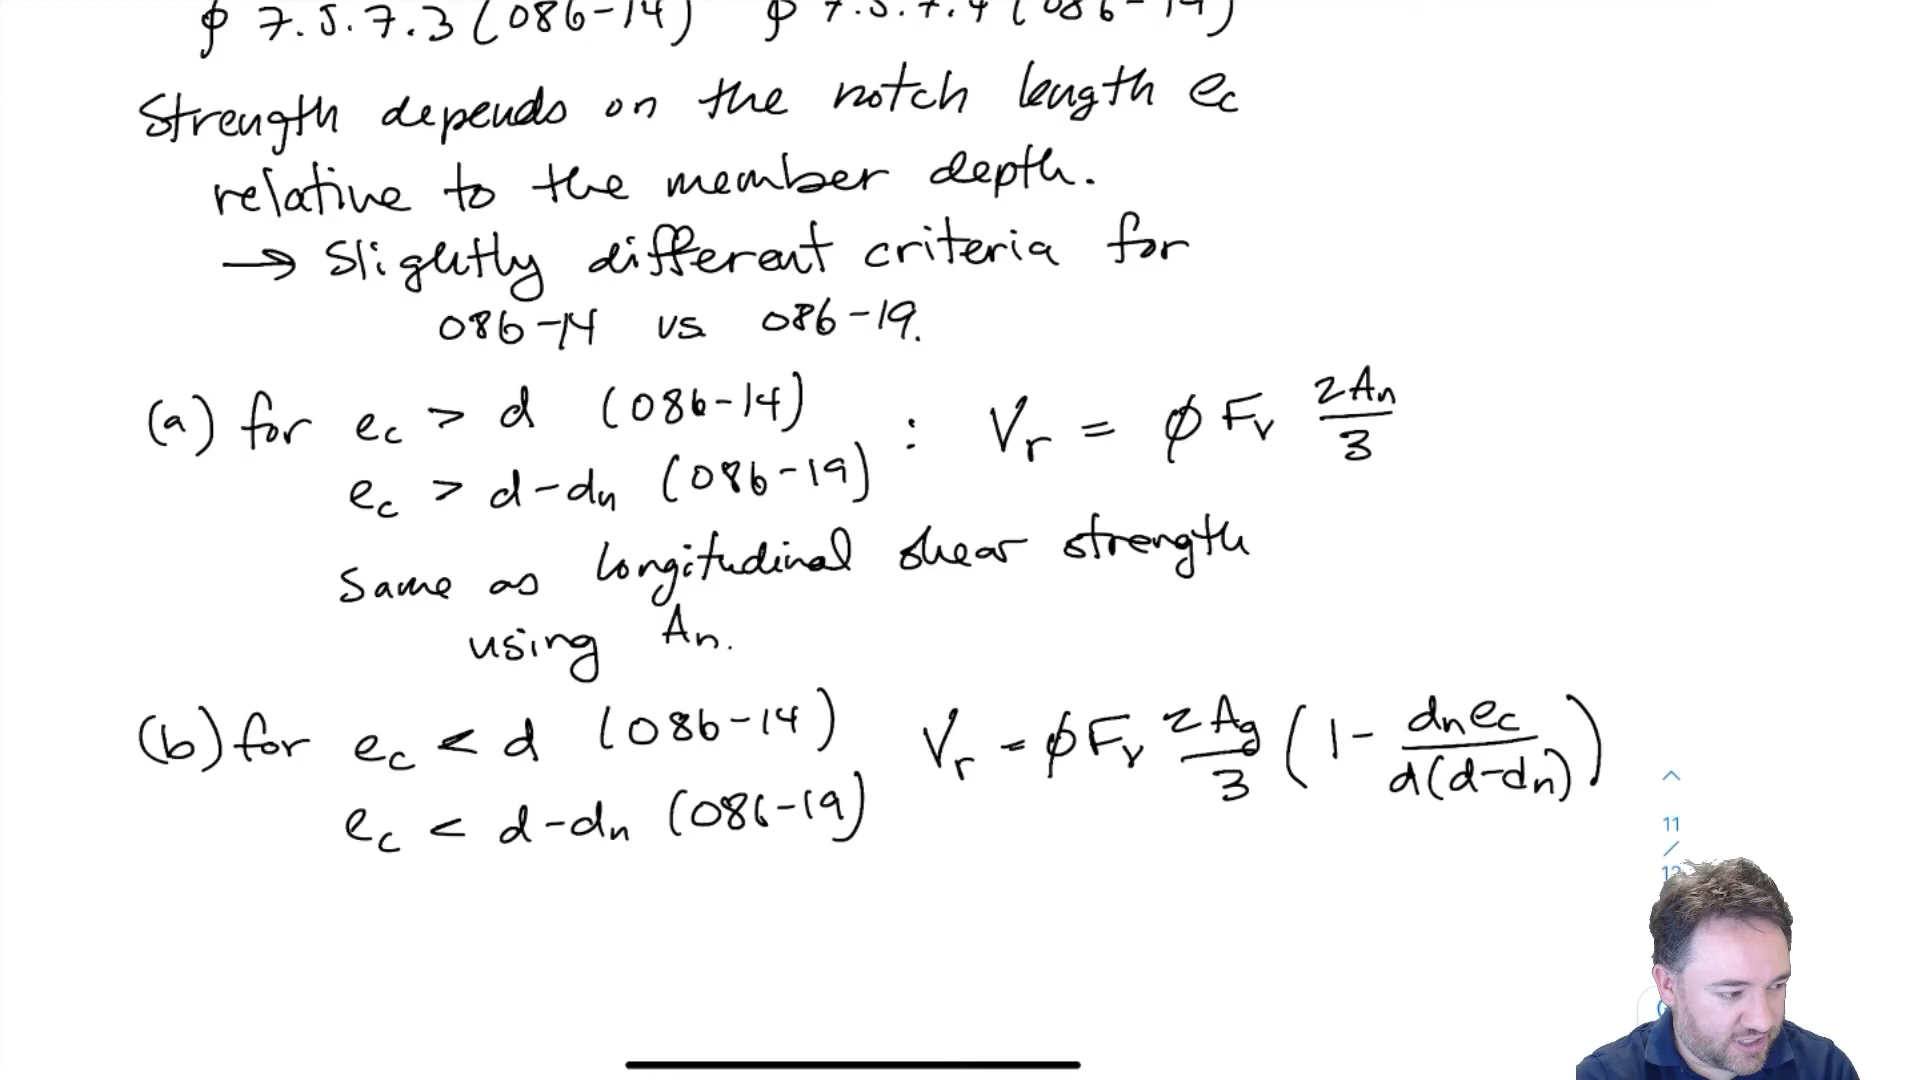 ∮ 7.5.7.3 (086-14) ∮ 7.5.7.4 (086-19)
Strength depends on the notch length ec
relative to the member depth.
→ Slightly different criteria for
086-14 vs 086-19.
(a) for ec > d (086-14) : Vr = ϕ Fv 2An/3
ec > d-dn (086-19)
Same as longitudinal shear strength
using An.
(b) for ec < d (086-14) Vr = ϕ Fv 2Ag/3 (1 - dnec/d(d-dn))
ec < d-dn (086-19)
11
/